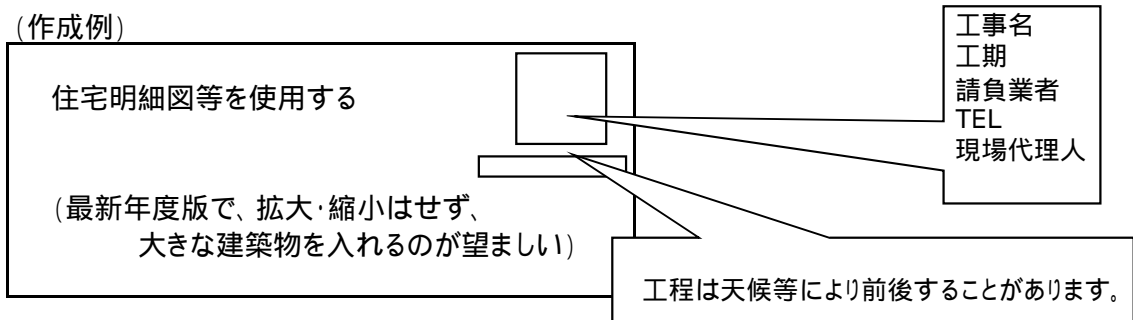 (作成例)
住宅明細図等を使用する
(最新年度版で、拡大・縮小はせず、
大きな建築物を入れるのが望ましい)
工事名
工期
請負業者
TEL
現場代理人
工程は天候等により前後することがあります。